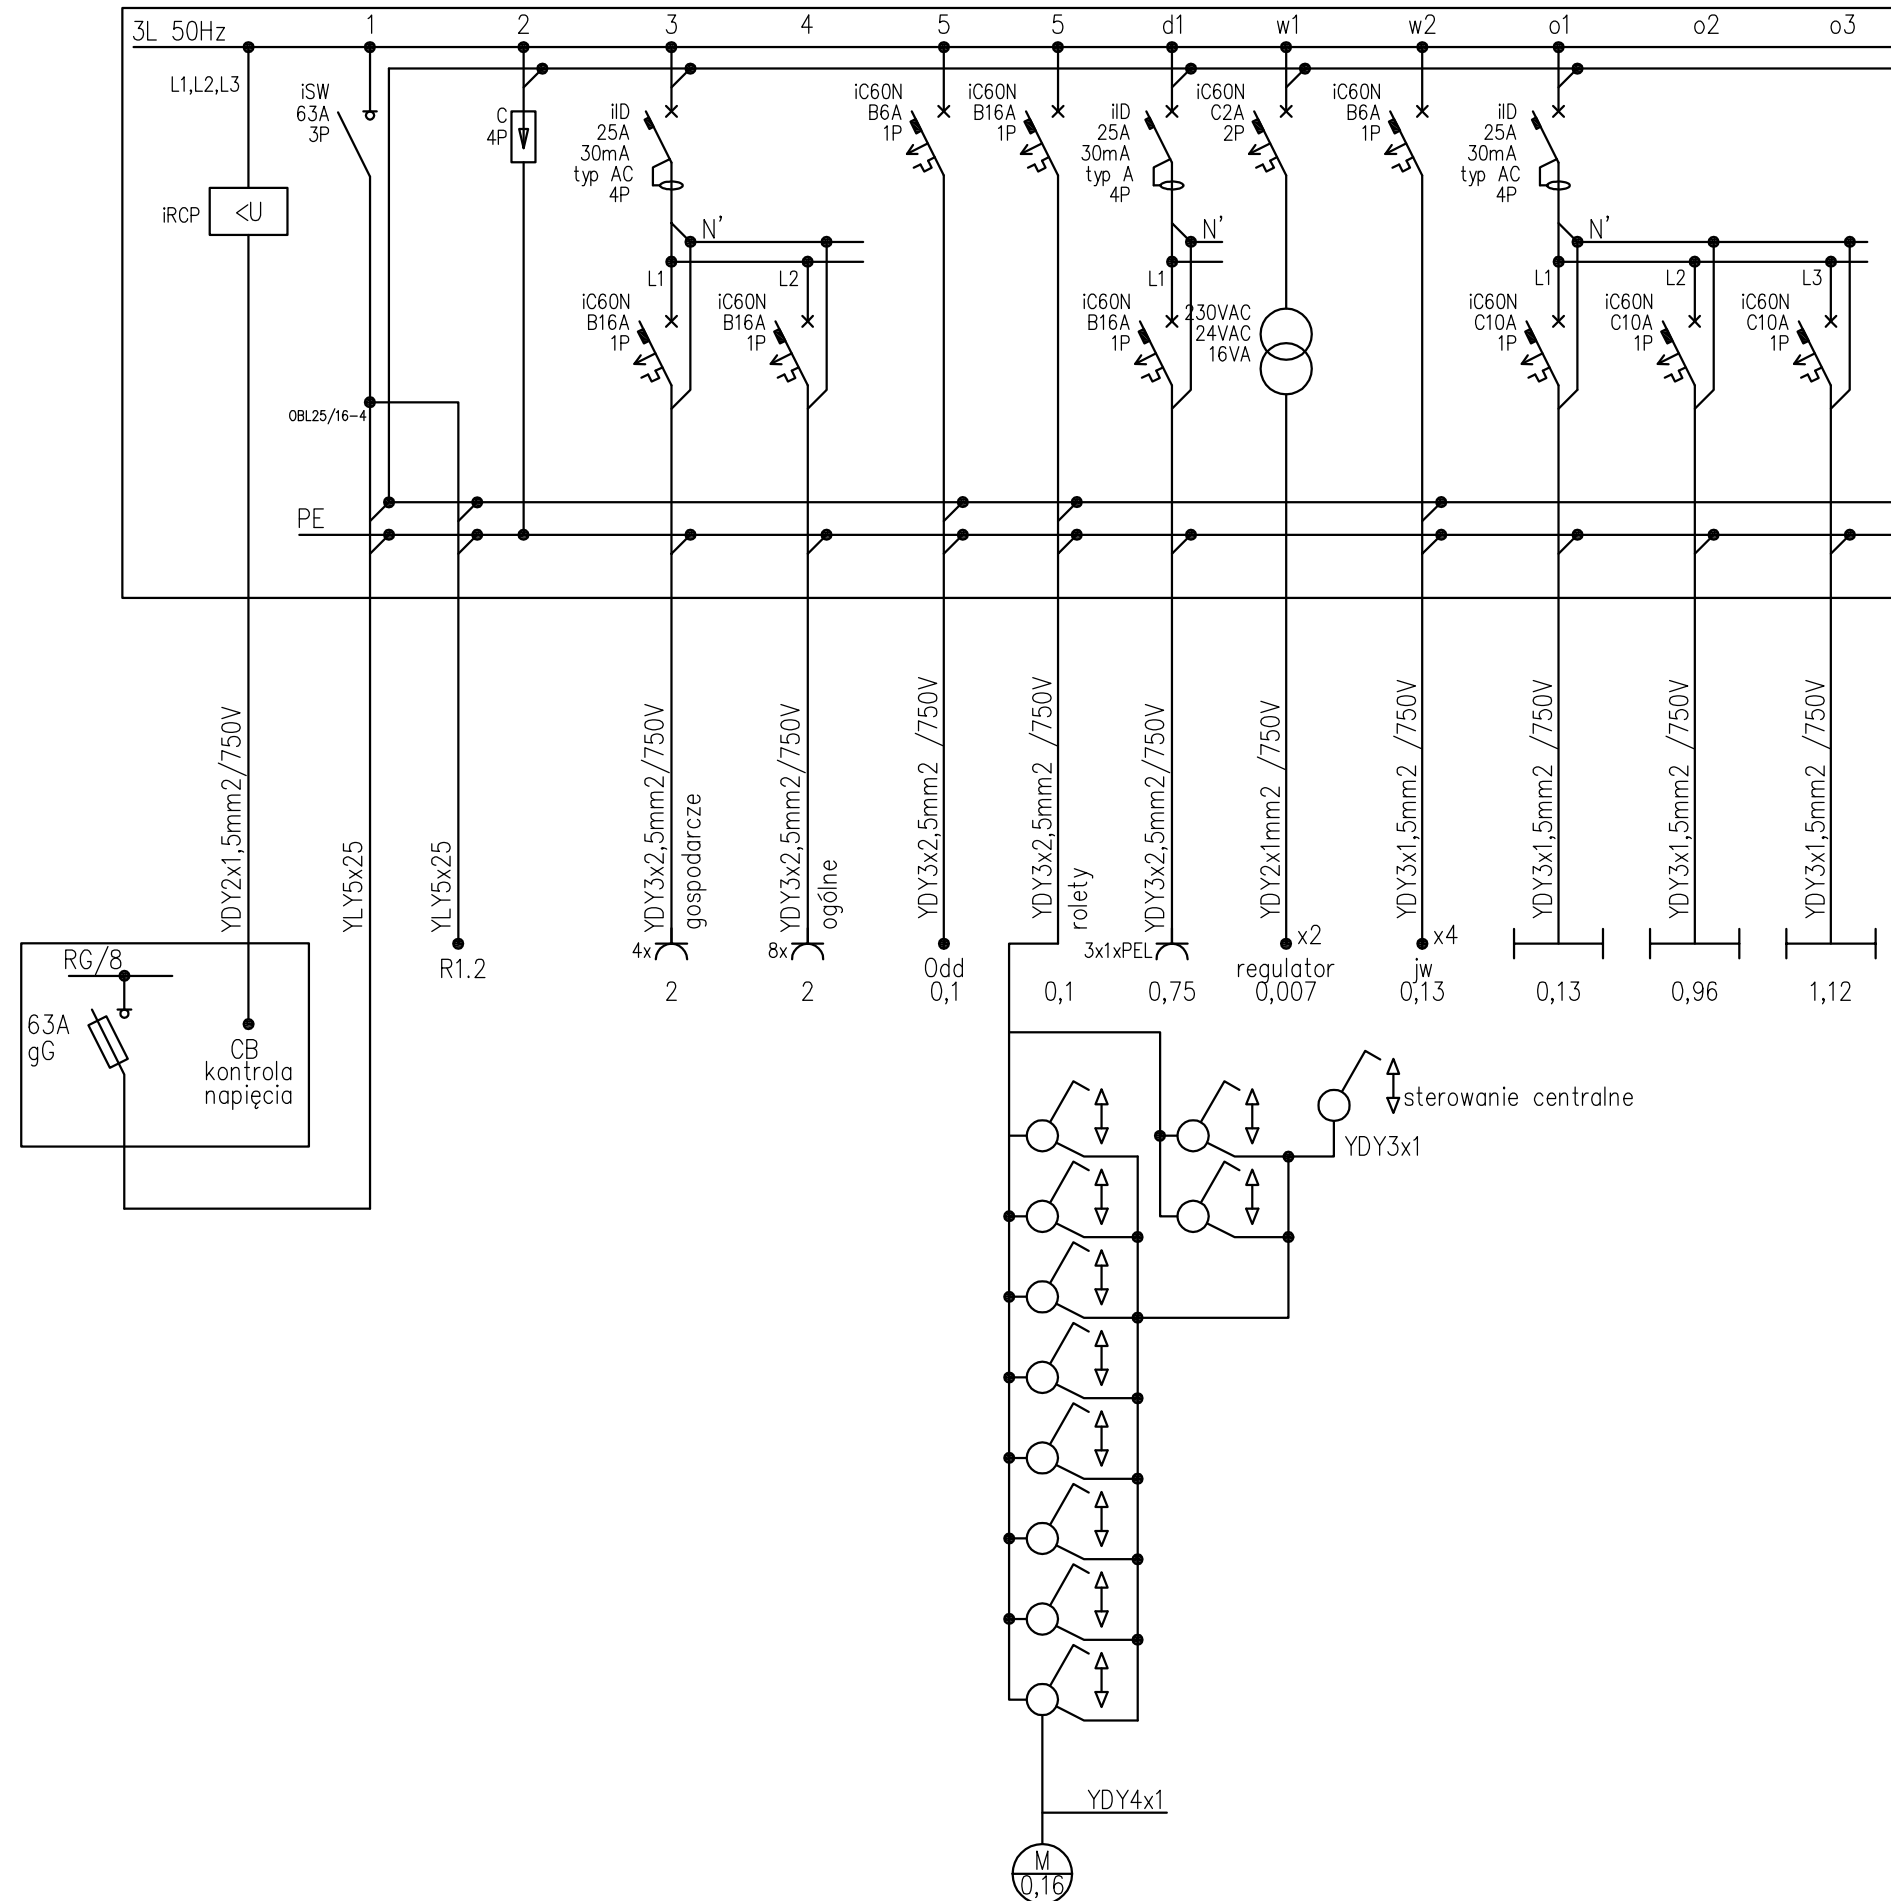 3L 50Hz
1
2
3
4
5
5
d1
w1
w2
o1
o2
o3
L1,L2,L3
iSW
63A
3P
C
4P
iID
25A
30mA
typ AC
4P
iC60N
B6A
1P
iC60N
B16A
1P
iID
25A
30mA
typ A
4P
iC60N
C2A
2P
iC60N
B6A
1P
iID
25A
30mA
typ AC
4P
iRCP
<U
N'
N'
N'
L1
L2
L1
L1
L2
L3
iC60N
B16A
1P
iC60N
B16A
1P
iC60N
B16A
1P
230VAC
24VAC
16VA
iC60N
C10A
1P
iC60N
C10A
1P
iC60N
C10A
1P
OBL25/16-4
PE
YDY2x1,5mm2/750V
YLY5x25
YLY5x25
YDY3x2,5mm2/750V
gospodarcze
YDY3x2,5mm2/750V
ogólne
YDY3x2,5mm2 /750V
YDY3x2,5mm2 /750V
rolety
YDY3x2,5mm2/750V
YDY2x1mm2 /750V
YDY3x1,5mm2 /750V
YDY3x1,5mm2 /750V
YDY3x1,5mm2 /750V
YDY3x1,5mm2 /750V
RG/8
R1.2
4x
8x
Odd
3x1xPEL
x2
regulator
x4
jw
2
2
0,1
0,1
0,75
0,007
0,13
0,13
0,96
1,12
63A
gG
CB
kontrola
napięcia
sterowanie centralne
YDY3x1
YDY4x1
M
0,16